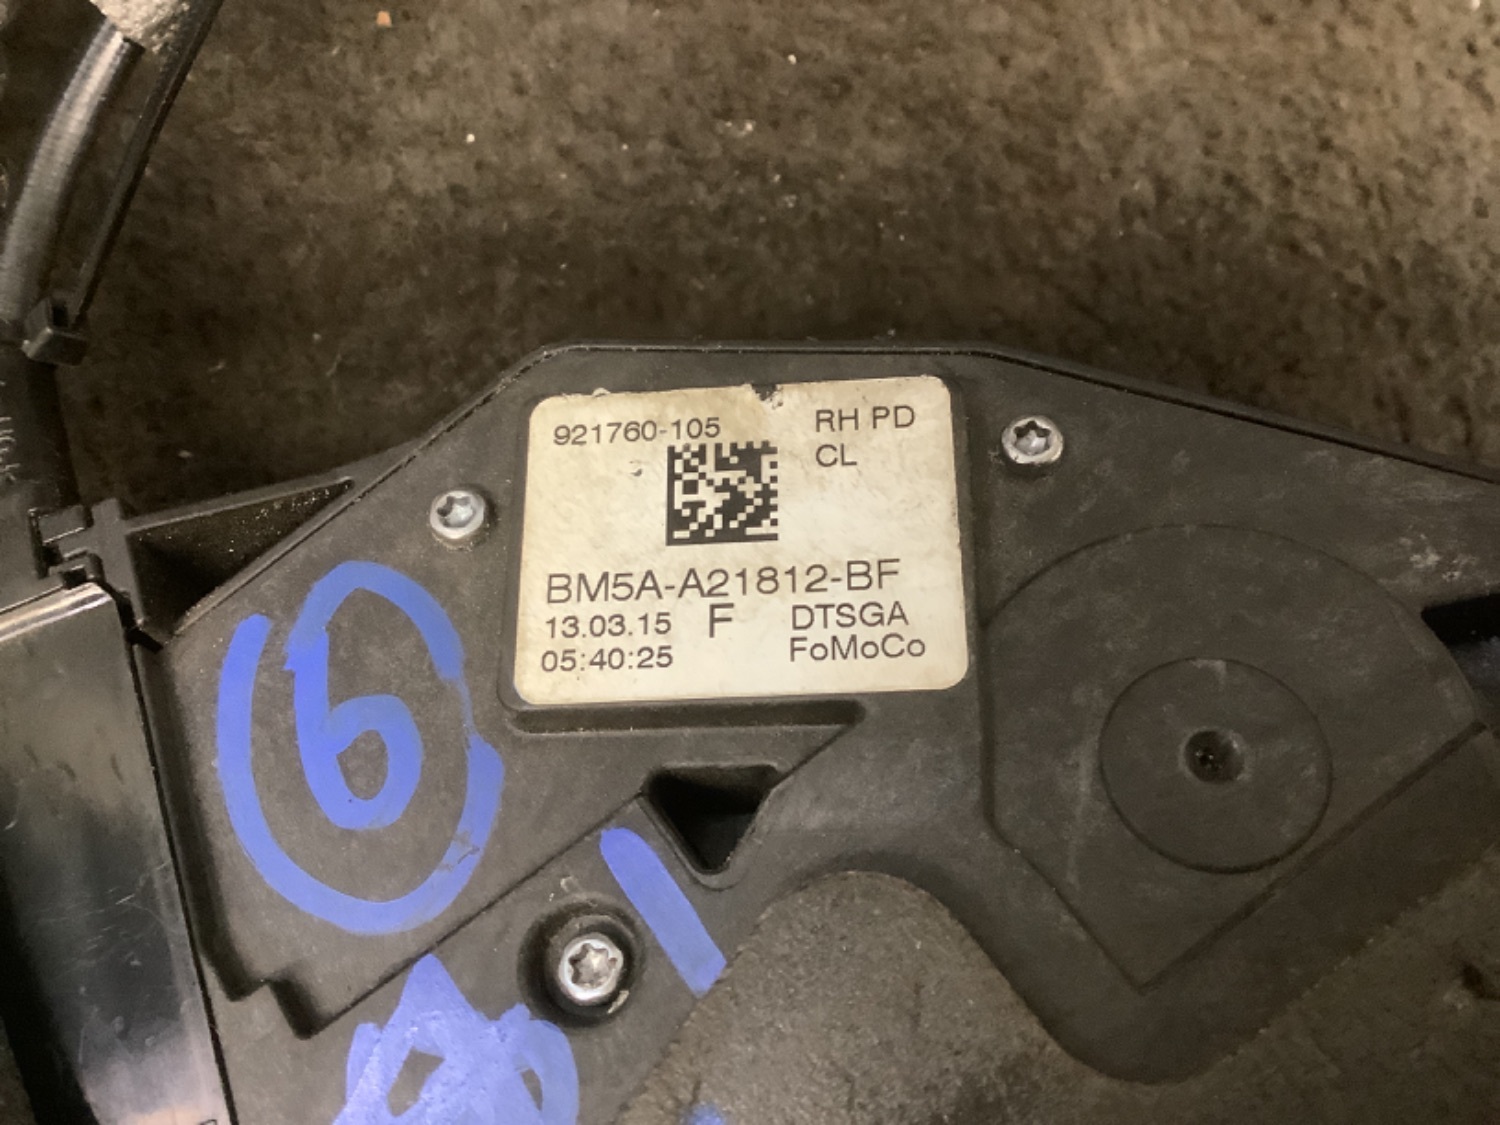 921760-105
RH PD
CL
BM5A-A21812-BF
13.03.15 F DTSGA
05:40:25 FoMoCo
6